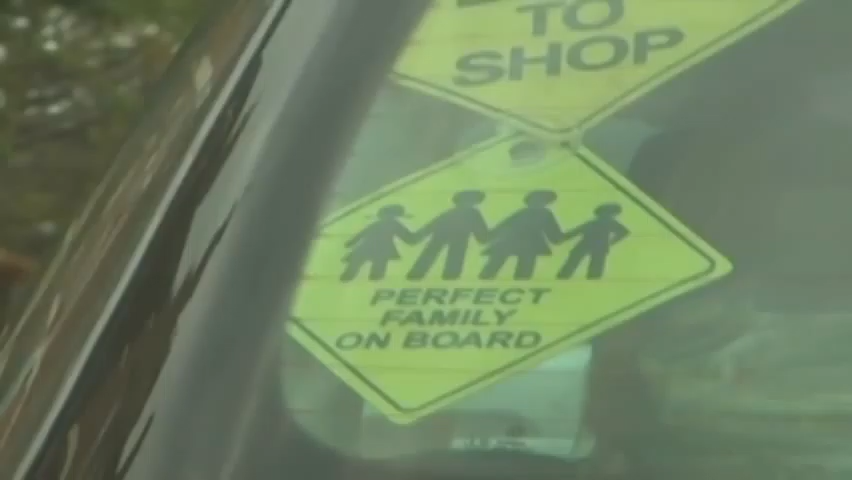 TO
SHOP
PERFECT
FAMILY
ON BOARD